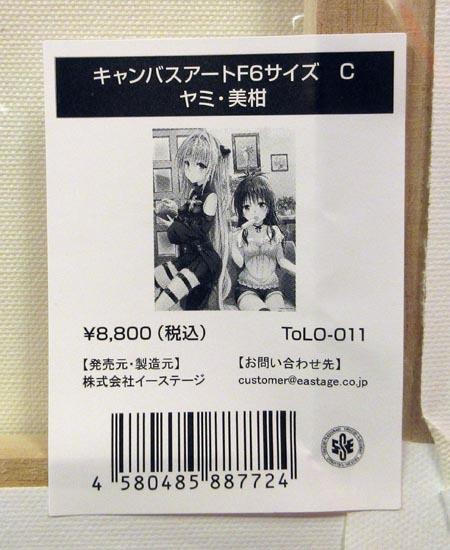 キャンバスアートF6サイズ　C
ヤミ・美柑
¥8,800（税込） ToLO-011
【発売元・製造元】 【お問い合わせ先】
株式会社イーステージ customer@eastage.co.jp
4 580485 887724